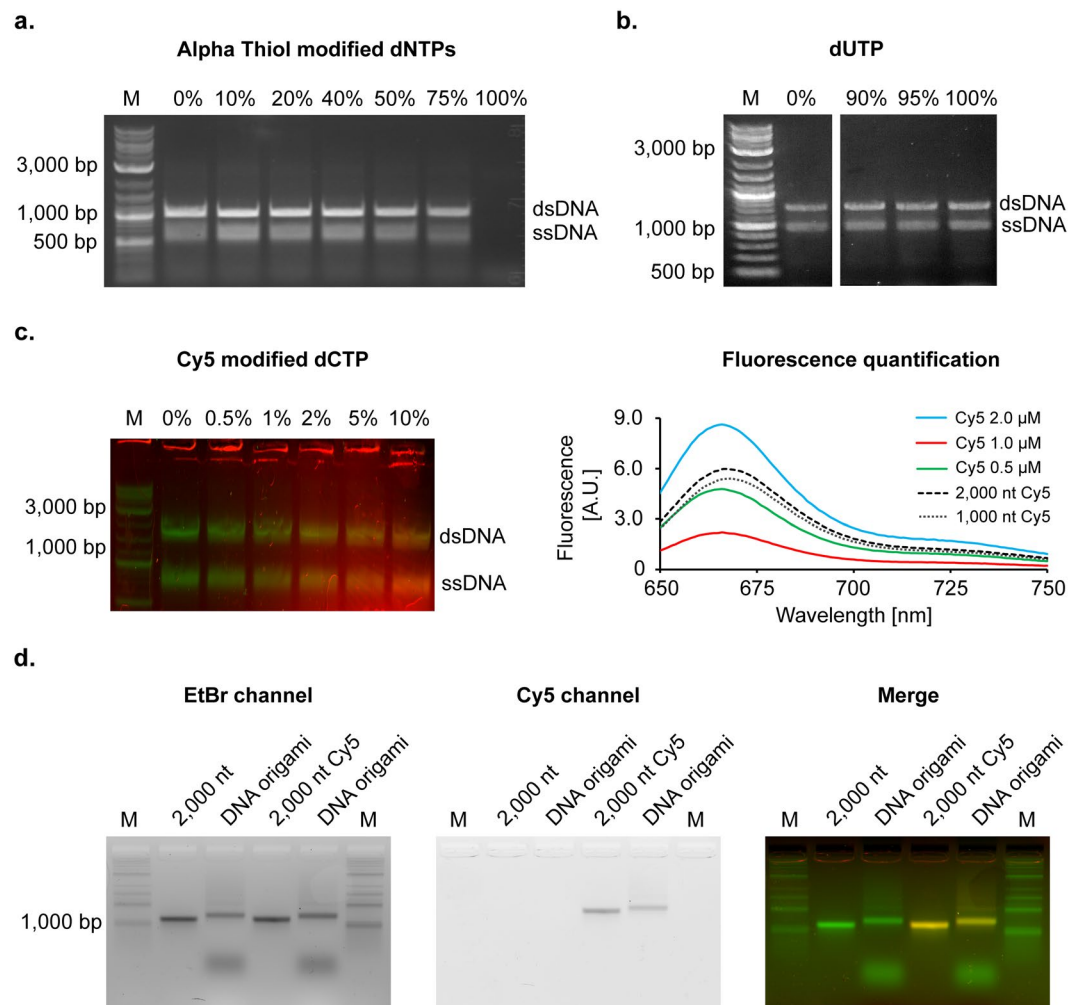 a.
Alpha Thiol modified dNTPs
M 0% 10% 20% 40% 50% 75% 100%
3,000 bp
1,000 bp
500 bp
dsDNA
ssDNA
b.
dUTP
M 0% 90% 95% 100%
3,000 bp
1,000 bp
500 bp
dsDNA
ssDNA
c.
Cy5 modified dCTP
M 0% 0.5% 1% 2% 5% 10%
3,000 bp
1,000 bp
dsDNA
ssDNA
Fluorescence quantification
Fluorescence
[A.U.]
9.0
6.0
3.0
0
650 675 700 725 750
Wavelength [nm]
Cy5 2.0 µM
Cy5 1.0 µM
Cy5 0.5 µM
2,000 nt Cy5
1,000 nt Cy5
d.
EtBr channel
M 2,000 nt DNA origami 2,000 nt Cy5 DNA origami M
1,000 bp
Cy5 channel
M 2,000 nt DNA origami 2,000 nt Cy5 DNA origami M
Merge
M 2,000 nt DNA origami 2,000 nt Cy5 DNA origami M